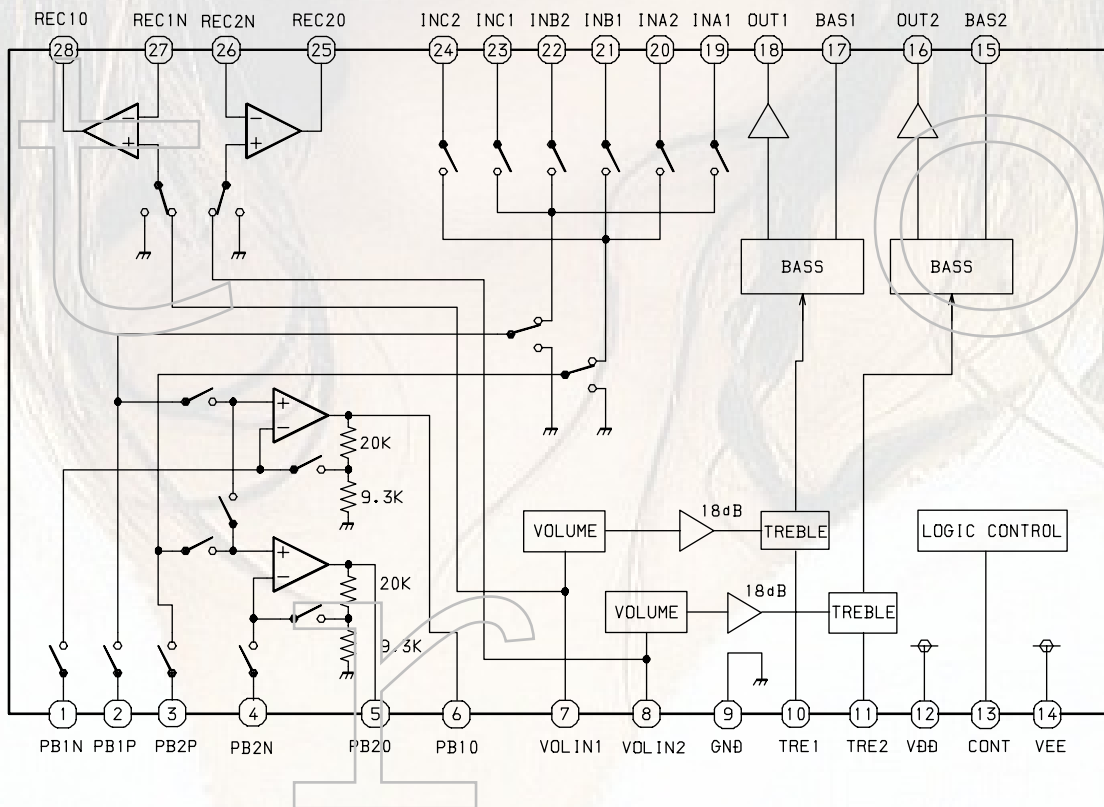 REC1O REC1N REC2N REC2O INC2 INC1 INB2 INB1 INA2 INA1 OUT1 BAS1 OUT2 BAS2
28 27 26 25 24 23 22 21 20 19 18 17 16 15
− − 
+ +
BASS BASS
+
−
20K
9.3K
18dB
VOLUME TREBLE LOGIC CONTROL
+
−
20K
18dB
VOLUME TREBLE
9.3K
1 2 3 4 5 6 7 8 9 10 11 12 13 14
PB1N PB1P PB2P PB2N PB2O PB1O VOLIN1 VOLIN2 GND TRE1 TRE2 VDD CONT VEE
t
o
r